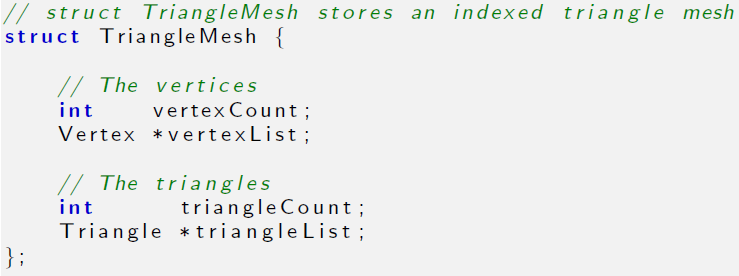 // struct TriangleMesh stores an indexed triangle mesh
struct TriangleMesh {
// The vertices
int vertexCount;
Vertex *vertexList;
// The triangles
int triangleCount;
Triangle *triangleList;
};